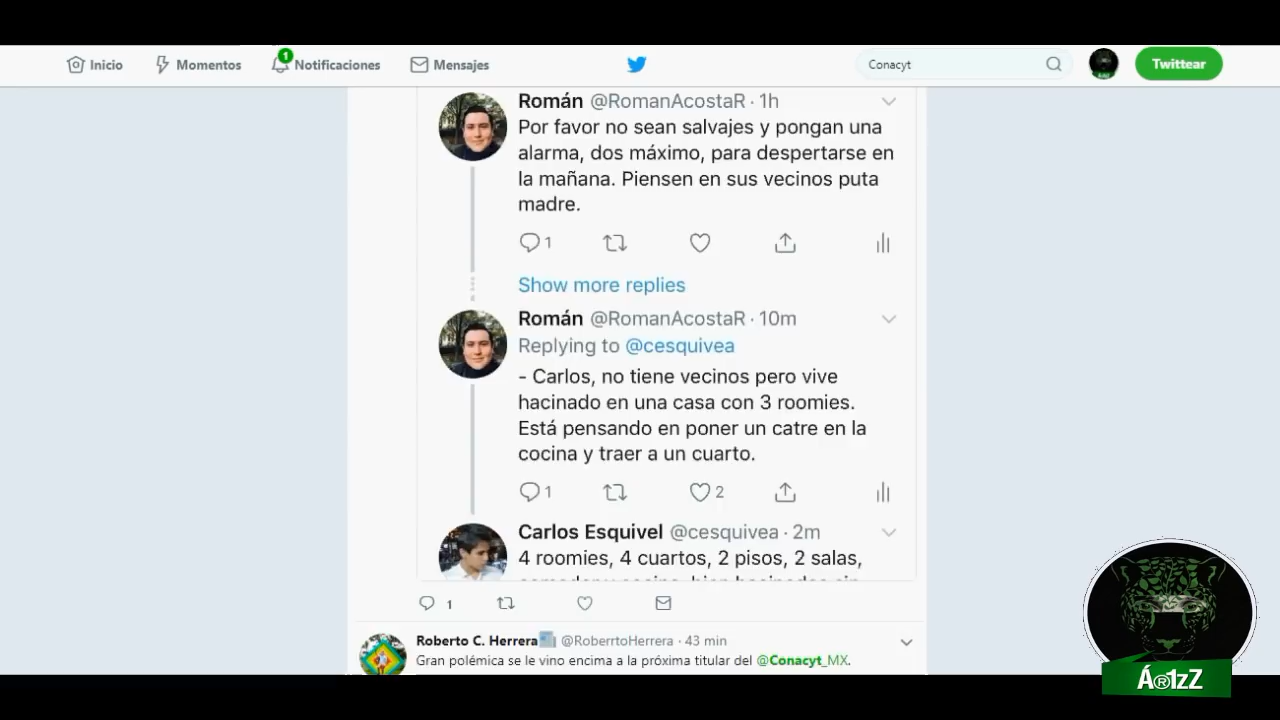 Inicio Momentos 1 Notificaciones Mensajes Conacyt Twittear
Román @RomanAcostaR · 1h
Por favor no sean salvajes y pongan una
alarma, dos máximo, para despertarse en
la mañana. Piensen en sus vecinos puta
madre.
1
Show more replies
Román @RomanAcostaR · 10m
Replying to @cesquivea
- Carlos, no tiene vecinos pero vive
hacinado en una casa con 3 roomies.
Está pensando en poner un catre en la
cocina y traer a un cuarto.
1 2
Carlos Esquivel @cesquivea · 2m
4 roomies, 4 cuartos, 2 pisos, 2 salas,
1
Roberto C. Herrera @RoberrtoHerrera · 43 min
Gran polémica se le vino encima a la próxima titular del @Conacyt_MX.
Á®1zZ